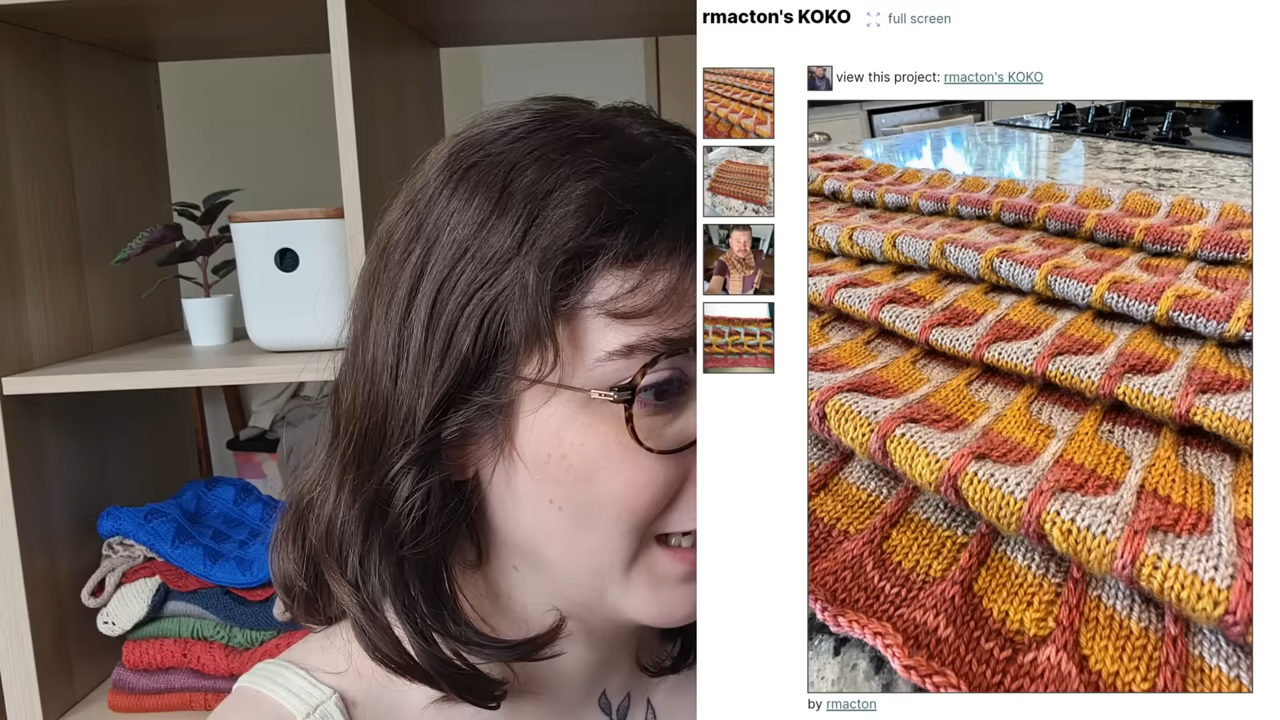 rmacton's KOKO
full screen
view this project: rmacton's KOKO
by rmacton